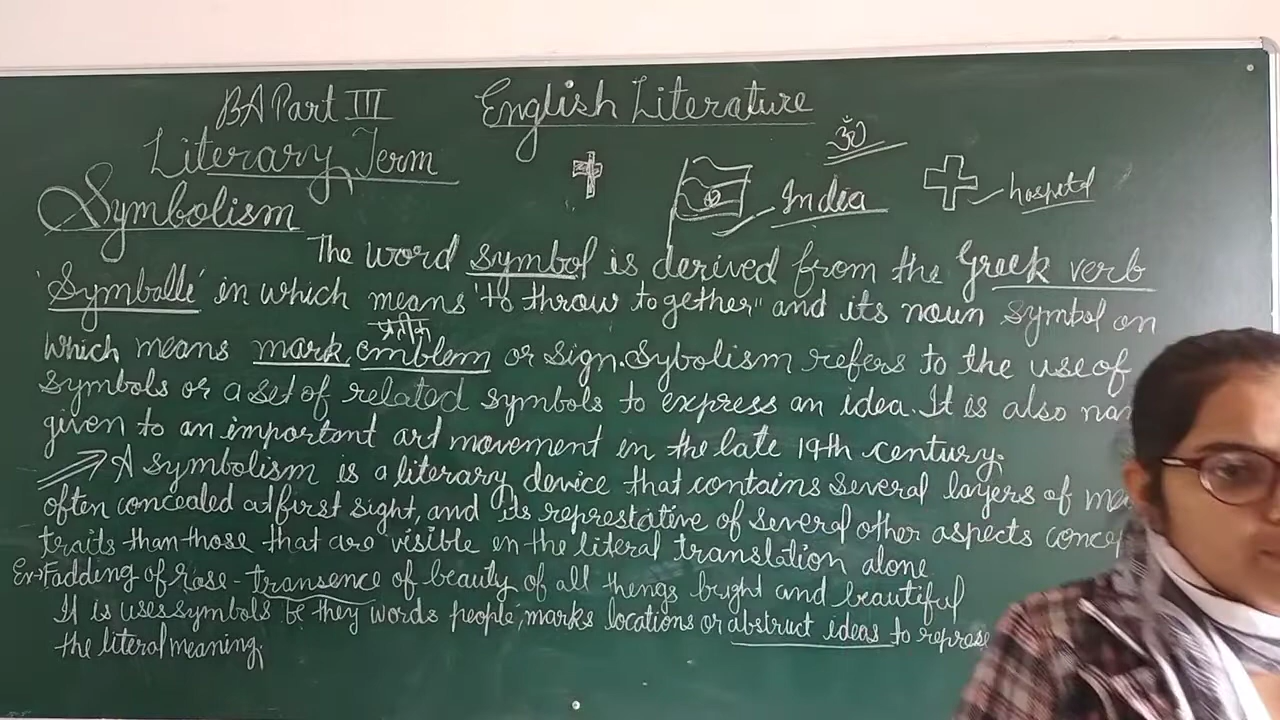 BA Part III
English Literature
Literary Term
ॐ
Symbolism
India
hospital
The word symbol is derived from the Greek verb
'Symballe' in which means "to throw together" and its noun symbol on
प्रतीक
which means mark, emblem or sign. Sybolism refers to the use of
symbols or a set of related symbols to express an idea. It is also nam
given to an important art movement in the late 19th century.
A symbolism is a literary device that contains several layers of mea
often concealed at first sight, and its represtative of several other aspects concep
traits than those that are visible in the literal translation alone
Ex→ Fadding of rose - transence of beauty of all things bright and beautiful
It is uses symbols be they words people, marks locations or abstruct ideas to represe
the literal meaning.